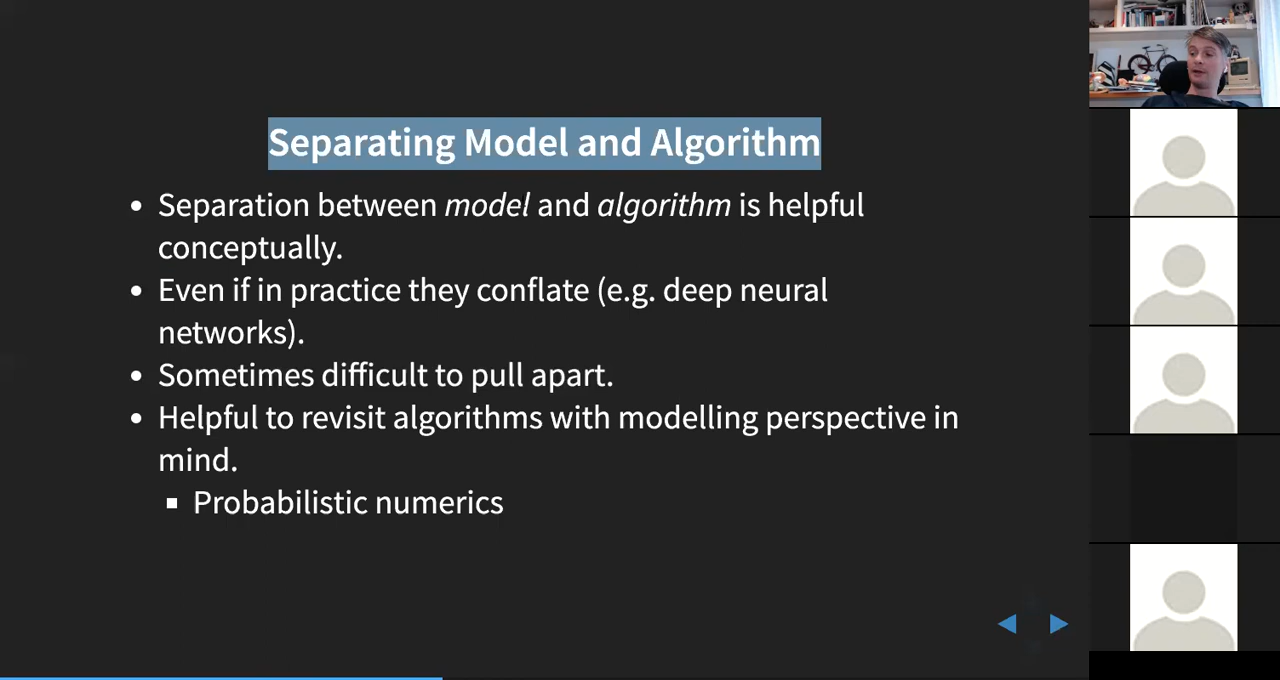 Separating Model and Algorithm
Separation between model and algorithm is helpful
conceptually.
Even if in practice they conflate (e.g. deep neural
networks).
Sometimes difficult to pull apart.
Helpful to revisit algorithms with modelling perspective in
mind.
Probabilistic numerics